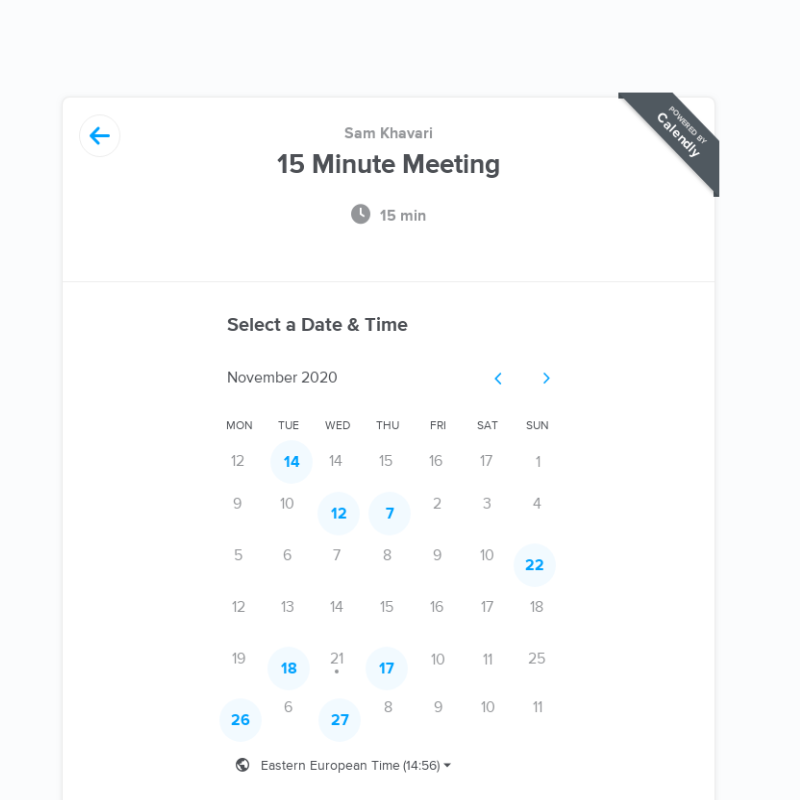 POWERED BY
Calendly
Sam Khavari
15 Minute Meeting
15 min
Select a Date & Time
November 2020
MON TUE WED THU FRI SAT SUN
12 14 14 15 16 17 1
9 10 12 7 2 3 4
5 6 7 8 9 10 22
12 13 14 15 16 17 18
19 18 21 17 10 11 25
26 6 27 8 9 10 11
Eastern European Time (14:56)